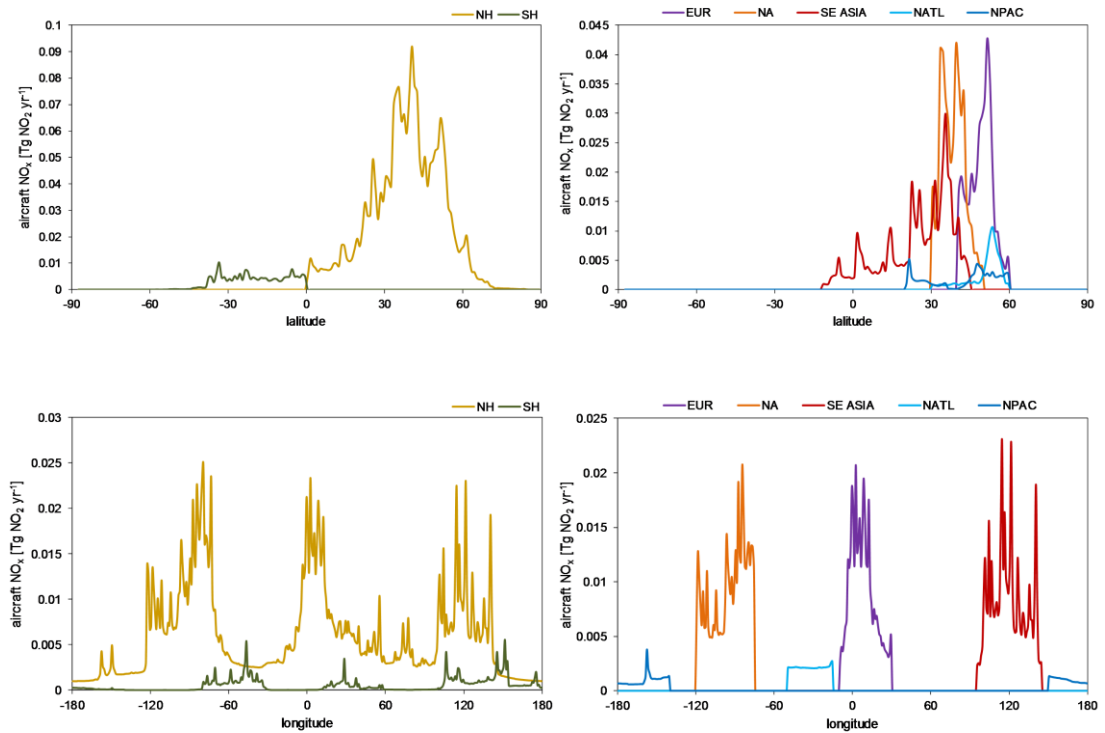 NH SH
aircraft NOx [Tg NO2 yr-1]
0.1
0.09
0.08
0.07
0.06
0.05
0.04
0.03
0.02
0.01
0
-90 -60 -30 0 30 60 90
lalitude
EUR NA SE ASIA NATL NPAC
aircraft NOx [Tg NO2 yr-1]
0.045
0.04
0.035
0.03
0.025
0.02
0.015
0.01
0.005
0
-90 -60 -30 0 30 60 90
latitude
NH SH
aircraft NOx [Tg NO2 yr-1]
0.03
0.025
0.02
0.015
0.01
0.005
0
-180 -120 -60 0 60 120 180
longitude
EUR NA SE ASIA NATL NPAC
aircraft NOx [Tg NO2 yr-1]
0.025
0.02
0.015
0.01
0.005
0
-180 -120 -60 0 60 120 180
longitude